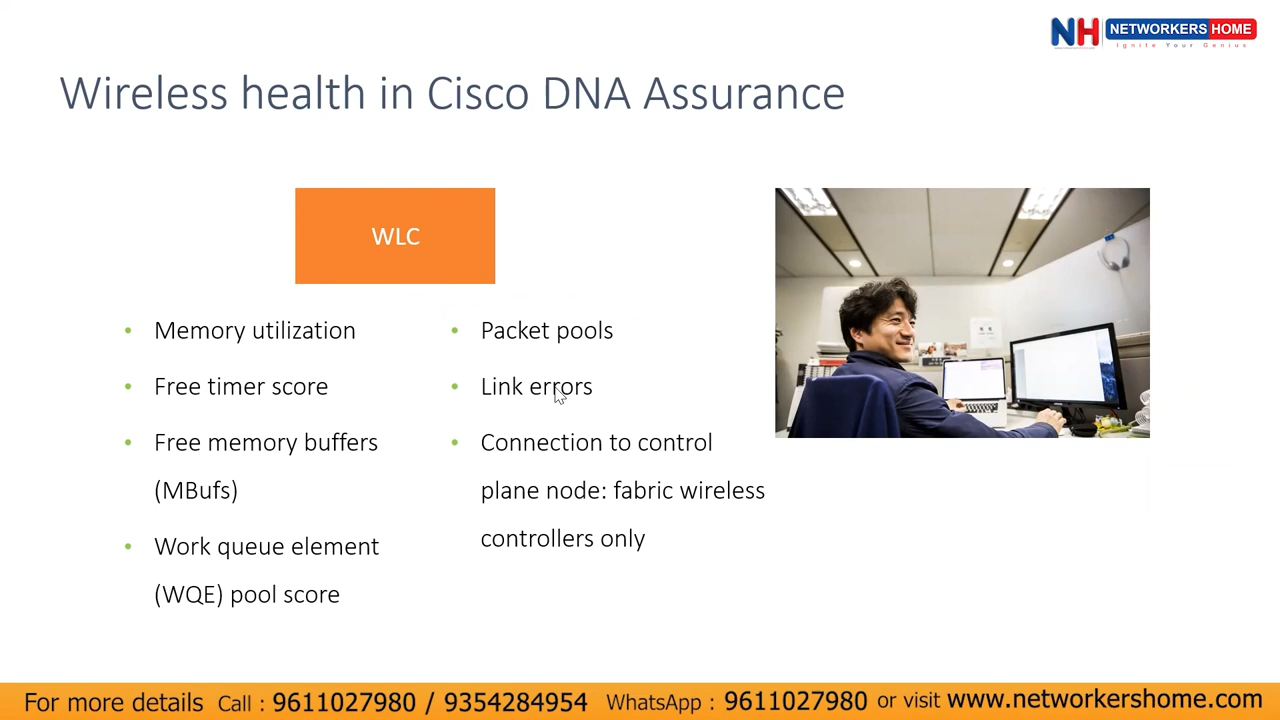 NH NETWORKERS HOME
Ignite Your Genius
Wireless health in Cisco DNA Assurance
WLC
• Memory utilization
• Free timer score
• Free memory buffers
(MBufs)
• Work queue element
(WQE) pool score
• Packet pools
• Link errors
• Connection to control
plane node: fabric wireless
controllers only
For more details Call : 9611027980 / 9354284954 WhatsApp : 9611027980 or visit www.networkershome.com